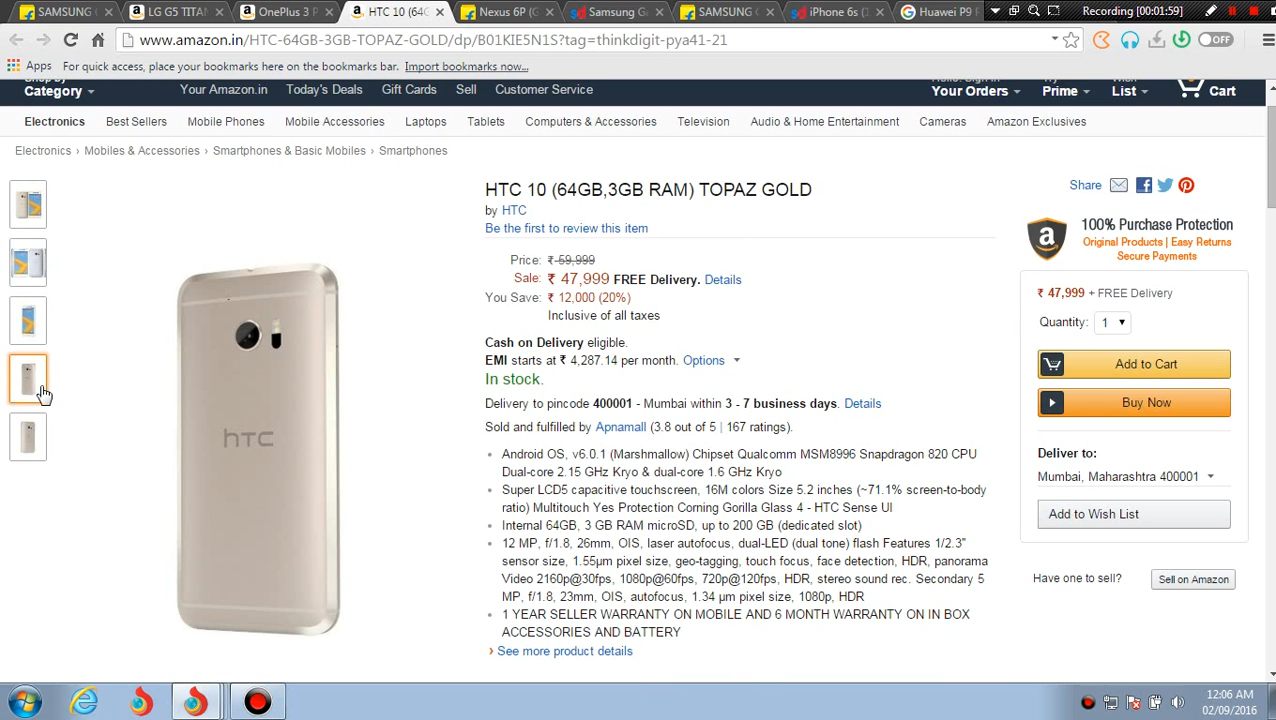 SAMSUNG
LG G5 TITAN
OnePlus 3
HTC 10 (64G
Nexus 6P (G
Samsung G
SAMSUNG
iPhone 6s (
Huawei P9
Recording [00:01:59]
www.amazon.in/HTC-64GB-3GB-TOPAZ-GOLD/dp/B01KIE5N1S?tag=thinkdigit-pya41-21
OFF
Apps For quick access, place your bookmarks here on the bookmarks bar. Import bookmarks now...
Shop by
Category
Your Amazon.in Today's Deals Gift Cards Sell Customer Service
Hello. Sign in
Your Orders
Prime
Wish
List
Cart
Electronics Best Sellers Mobile Phones Mobile Accessories Laptops Tablets Computers & Accessories Television Audio & Home Entertainment Cameras Amazon Exclusives
Electronics › Mobiles & Accessories › Smartphones & Basic Mobiles › Smartphones
hTC
HTC 10 (64GB,3GB RAM) TOPAZ GOLD
by HTC
Be the first to review this item
Price: ₹ 59,999
Sale: ₹ 47,999 FREE Delivery. Details
You Save: ₹ 12,000 (20%)
Inclusive of all taxes
Cash on Delivery eligible.
EMI starts at ₹ 4,287.14 per month. Options
In stock.
Delivery to pincode 400001 - Mumbai within 3 - 7 business days. Details
Sold and fulfilled by Apnamall (3.8 out of 5 | 167 ratings).
• Android OS, v6.0.1 (Marshmallow) Chipset Qualcomm MSM8996 Snapdragon 820 CPU
Dual-core 2.15 GHz Kryo & dual-core 1.6 GHz Kryo
• Super LCD5 capacitive touchscreen, 16M colors Size 5.2 inches (~71.1% screen-to-body
ratio) Multitouch Yes Protection Corning Gorilla Glass 4 - HTC Sense UI
• Internal 64GB, 3 GB RAM microSD, up to 200 GB (dedicated slot)
• 12 MP, f/1.8, 26mm, OIS, laser autofocus, dual-LED (dual tone) flash Features 1/2.3"
sensor size, 1.55µm pixel size, geo-tagging, touch focus, face detection, HDR, panorama
Video 2160p@30fps, 1080p@60fps, 720p@120fps, HDR, stereo sound rec. Secondary 5
MP, f/1.8, 23mm, OIS, autofocus, 1.34 µm pixel size, 1080p, HDR
• 1 YEAR SELLER WARRANTY ON MOBILE AND 6 MONTH WARRANTY ON IN BOX
ACCESSORIES AND BATTERY
› See more product details
Share
100% Purchase Protection
Original Products | Easy Returns
Secure Payments
₹ 47,999 + FREE Delivery
Quantity: 1
Add to Cart
Buy Now
Deliver to:
Mumbai, Maharashtra 400001
Add to Wish List
Have one to sell? Sell on Amazon
12:06 AM
02/09/2016